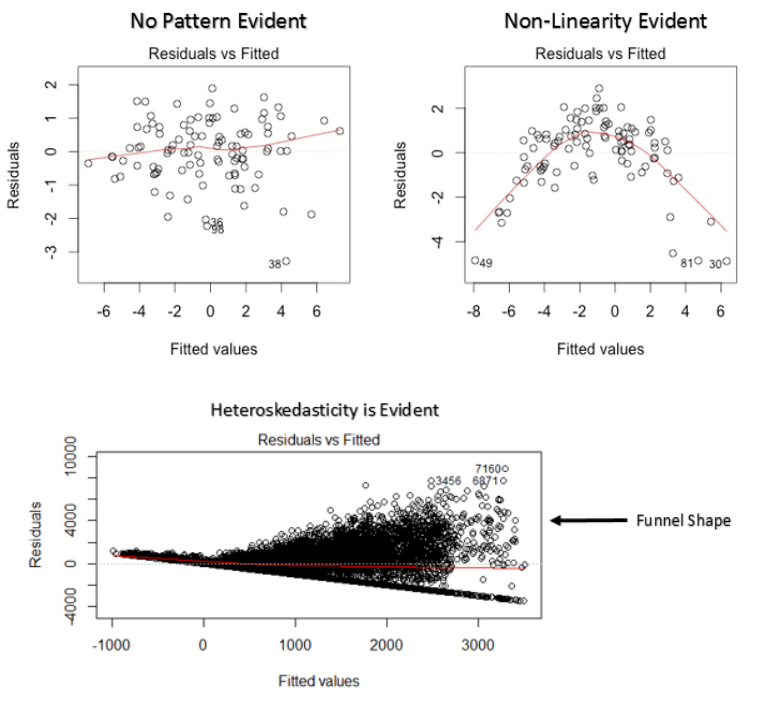 No Pattern Evident
Residuals vs Fitted
Residuals
2
1
0
-1
-2
-3
36
98
38
-6 -4 -2 0 2 4 6
Fitted values
Non-Linearity Evident
Residuals vs Fitted
Residuals
2
0
-2
-4
49
81 30
-8 -6 -4 -2 0 2 4 6
Fitted values
Heteroskedasticity is Evident
Residuals vs Fitted
Residuals
10000
4000
0
-4000
7160
3456 6871
Funnel Shape
-1000 0 1000 2000 3000
Fitted values